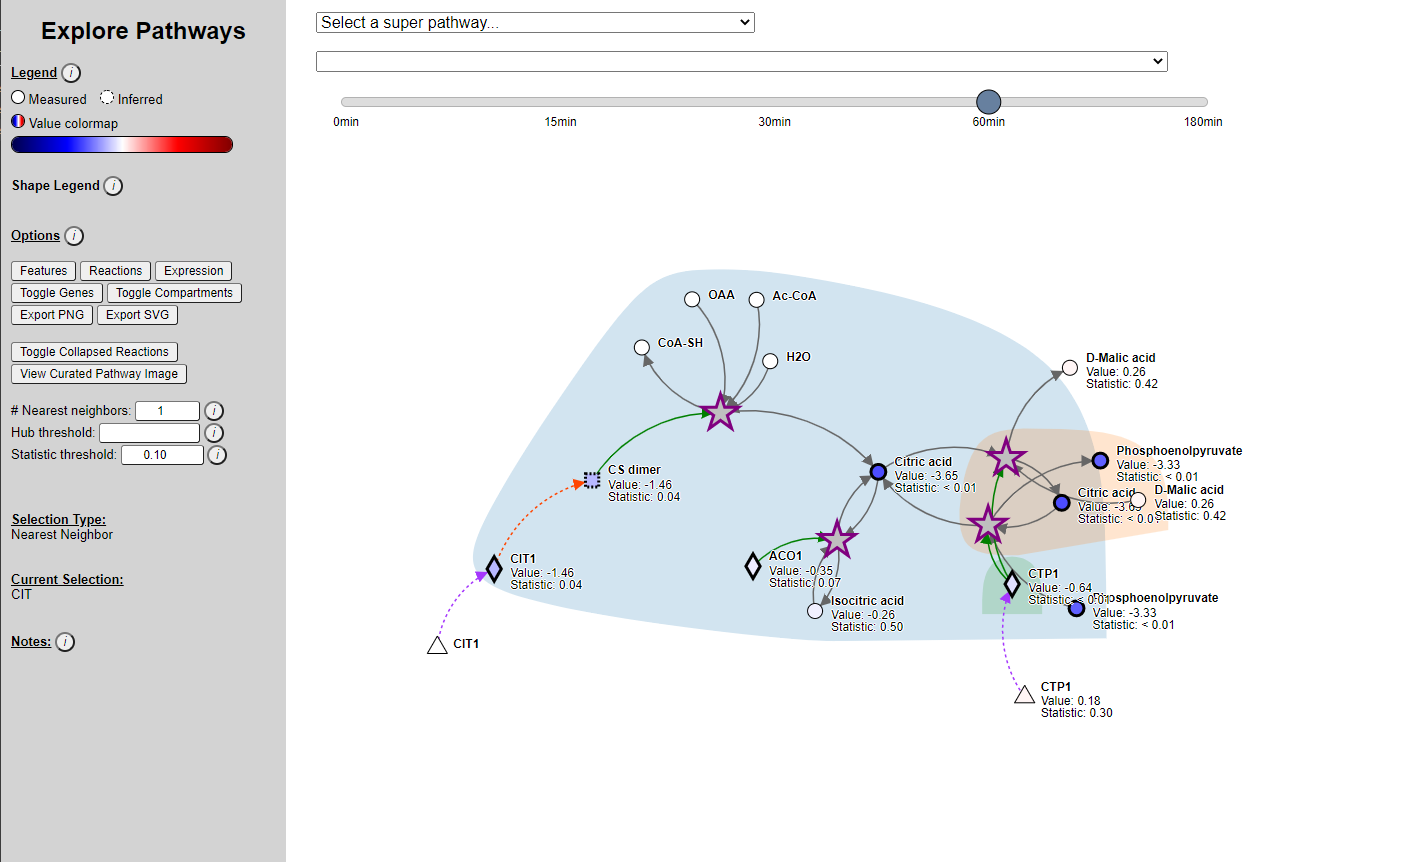 Explore Pathways
Legend i
Measured Inferred
Value colormap
Shape Legend i
Options i
Features Reactions Expression
Toggle Genes Toggle Compartments
Export PNG Export SVG
Toggle Collapsed Reactions
View Curated Pathway Image
# Nearest neighbors: 1 i
Hub threshold: i
Statistic threshold: 0.10 i
Selection Type:
Nearest Neighbor
Current Selection:
CIT
Notes: i
Select a super pathway...
0min 15min 30min 60min 180min
OAA
Ac-CoA
CoA-SH
H2O
D-Malic acid
Value: 0.26
Statistic: 0.42
CS dimer
Value: -1.46
Statistic: 0.04
Citric acid
Value: -3.65
Statistic: < 0.01
Phosphoenolpyruvate
Value: -3.33
Statistic: < 0.01
Citric acid
Value: -3.65
Statistic: < 0.01
D-Malic acid
Value: 0.26
Statistic: 0.42
CIT1
Value: -1.46
Statistic: 0.04
ACO1
Value: -0.35
Statistic: 0.07
Isocitric acid
Value: -0.26
Statistic: 0.50
CTP1
Value: -0.64
Statistic: < 0.01
Phosphoenolpyruvate
Value: -3.33
Statistic: < 0.01
CIT1
CTP1
Value: 0.18
Statistic: 0.30